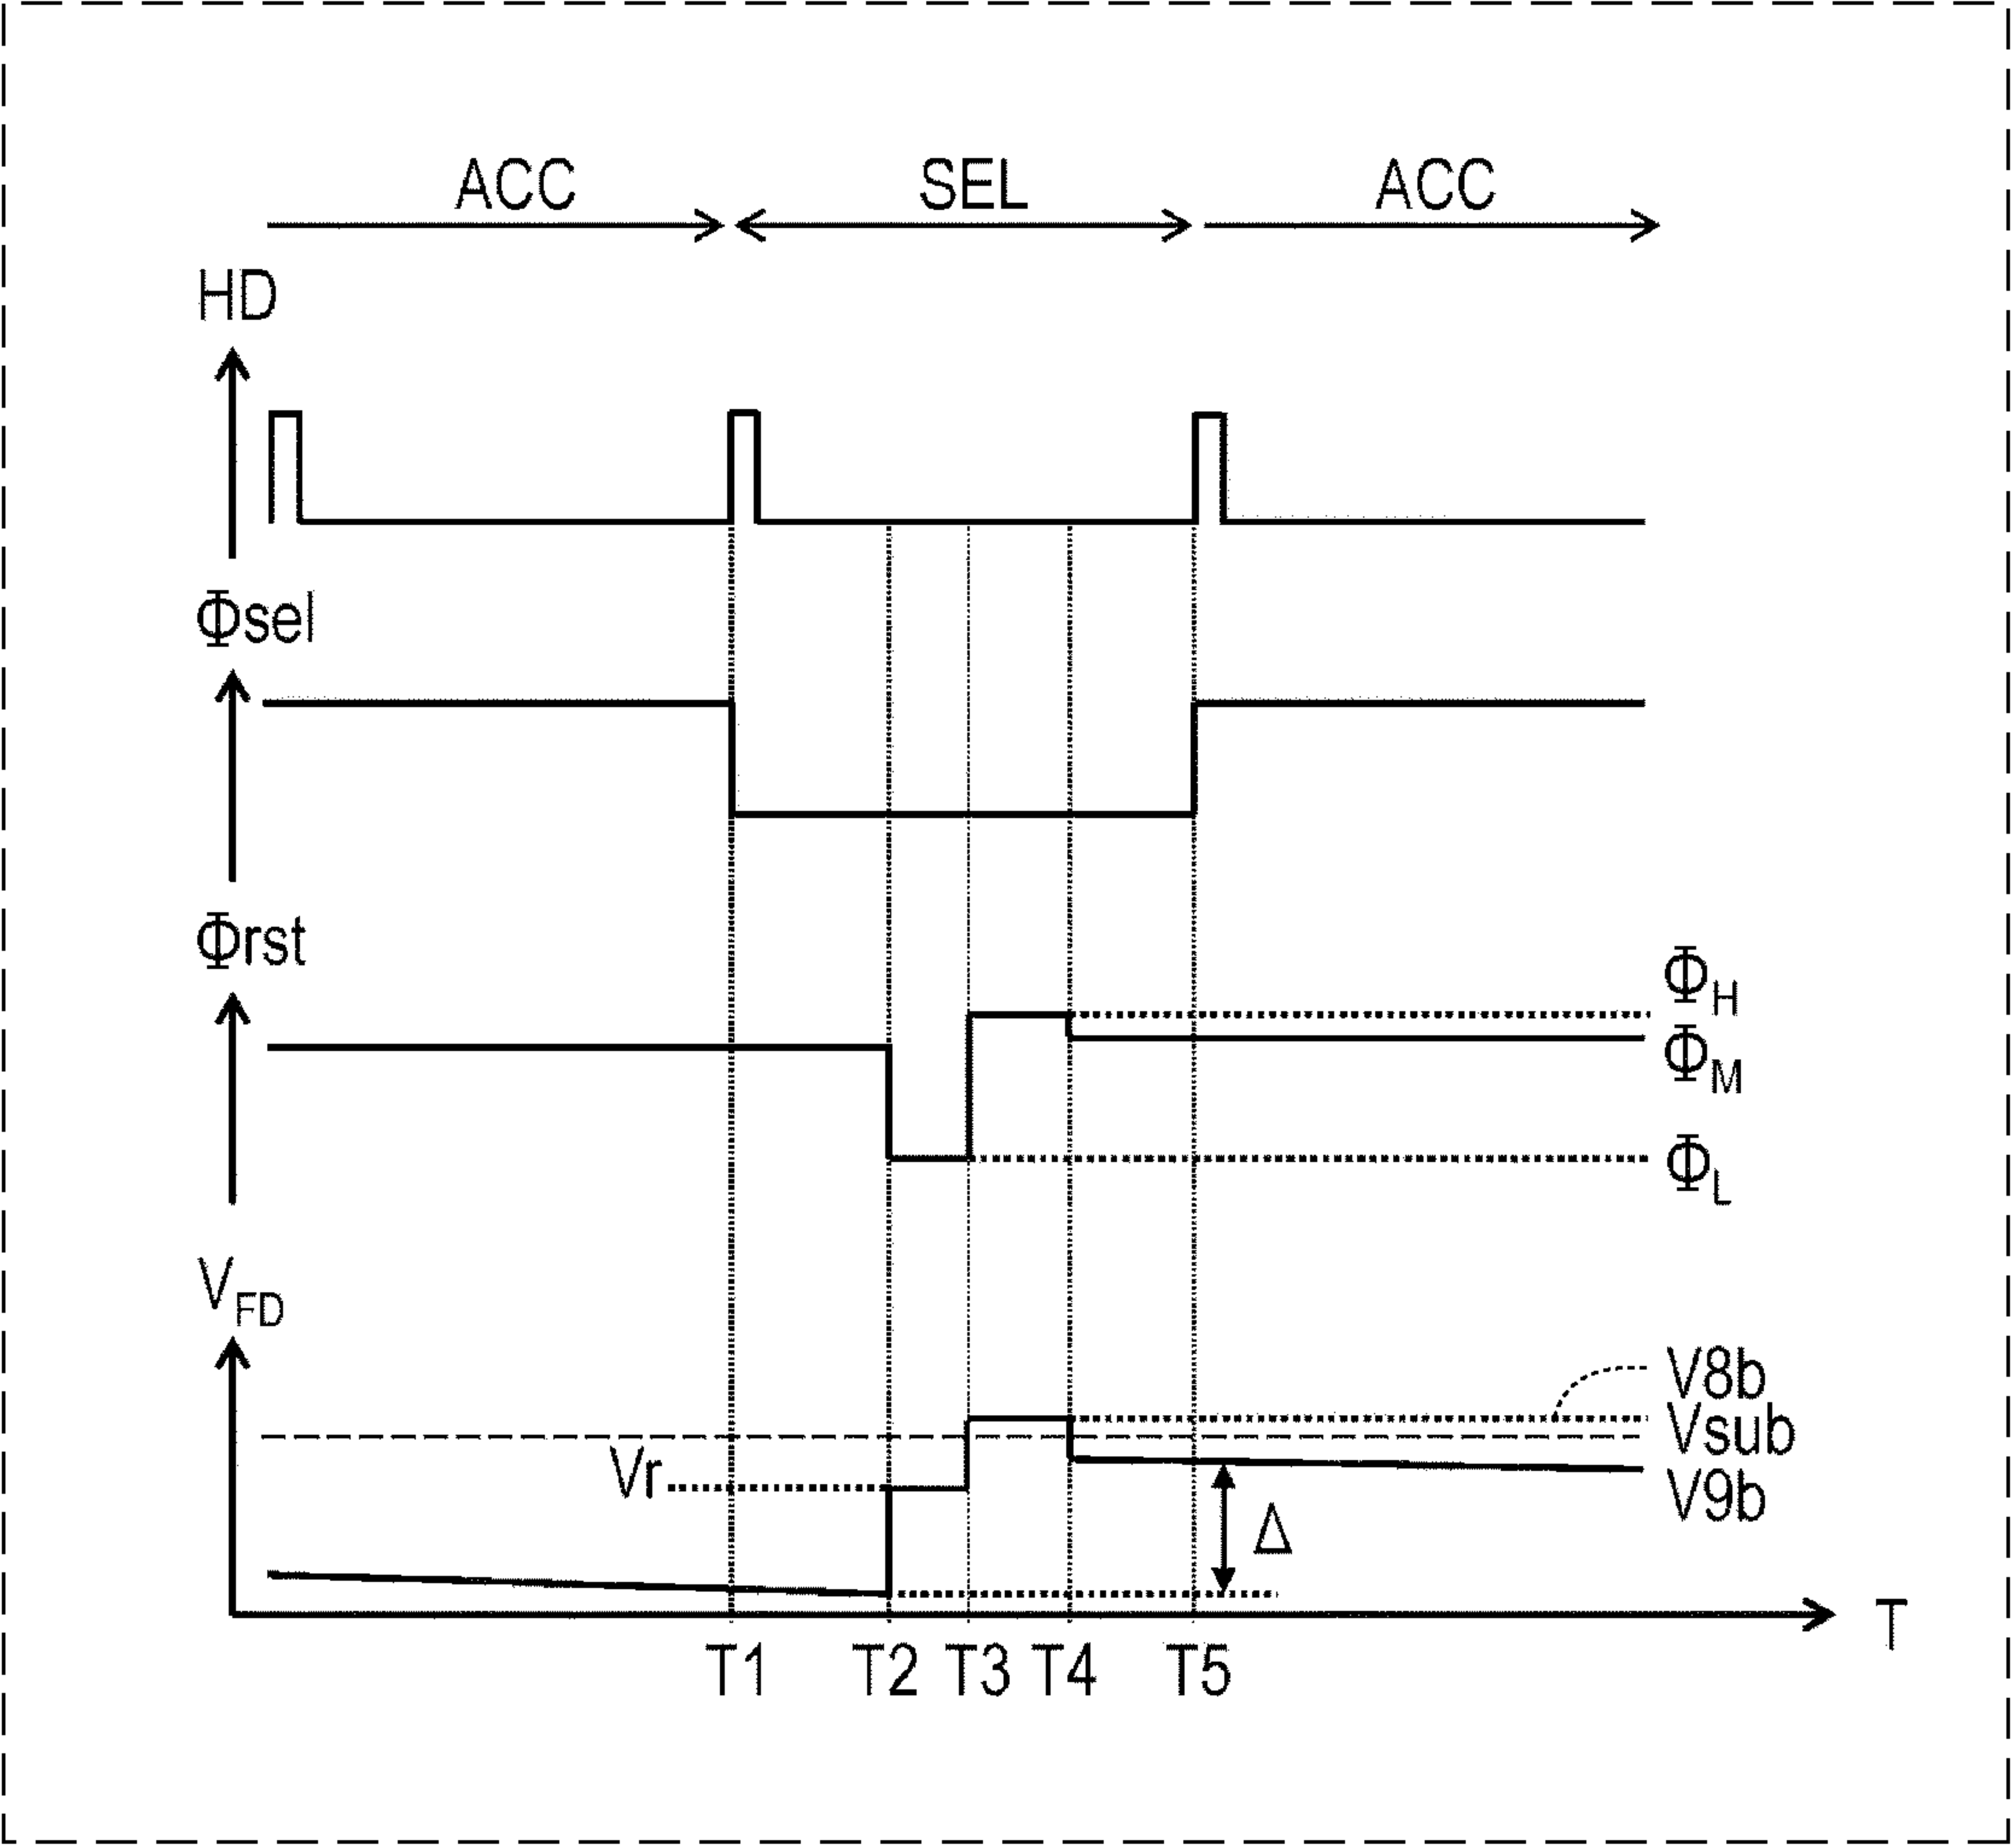 ACC SEL ACC
HD
Φsel
Φrst
ΦH
ΦM
ΦL
VFD
V8b
Vsub
Vr
V9b
Δ
T
T1 T2 T3 T4 T5